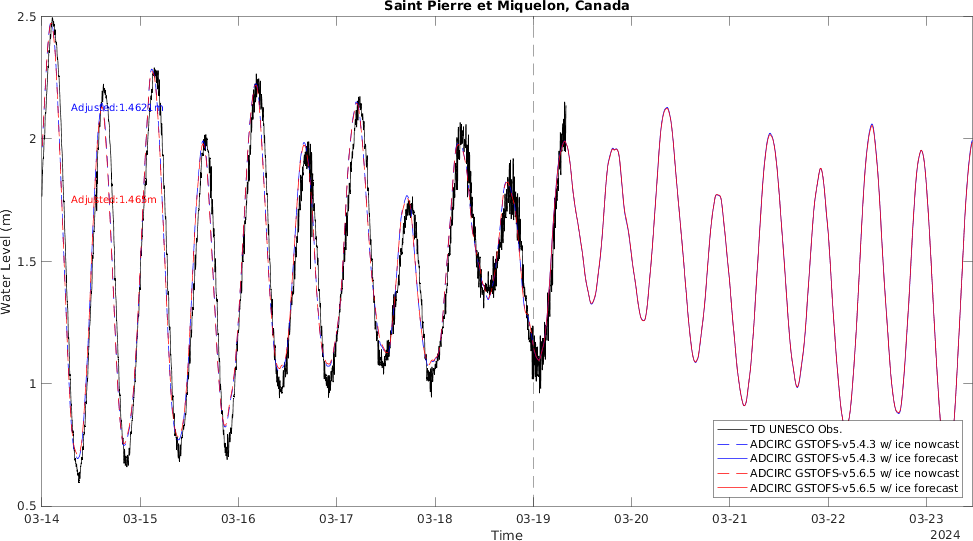 Saint Pierre et Miquelon, Canada
2.5
Adjusted:1.4621m
2
Adjusted:1.465m
1.5
1
0.5
Water Level (m)
TD UNESCO Obs.
ADCIRC GSTOFS-v5.4.3 w/ ice nowcast
ADCIRC GSTOFS-v5.4.3 w/ ice forecast
ADCIRC GSTOFS-v5.6.5 w/ ice nowcast
ADCIRC GSTOFS-v5.6.5 w/ ice forecast
03-14 03-15 03-16 03-17 03-18 03-19 03-20 03-21 03-22 03-23
Time
2024